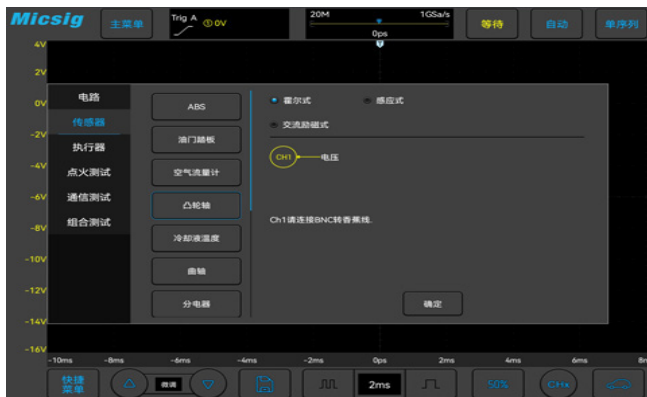 Micsig
主菜单
Trig A ①0V
20M 1GSa/s
0ps
等待
自动
单序列
4V
2V
0V
-2V
-4V
-6V
-8V
-10V
-12V
-14V
-16V
电路
传感器
执行器
点火测试
通信测试
组合测试
ABS
油门踏板
空气流量计
凸轮轴
冷却液温度
曲轴
分电器
霍尔式 感应式
交流励磁式
CH1 电压
Ch1请连接BNC转香蕉线.
确定
-10ms -8ms -6ms -4ms -2ms 0ps 2ms 4ms 6ms 8m
快捷
菜单
微调
2ms
50%
CHx